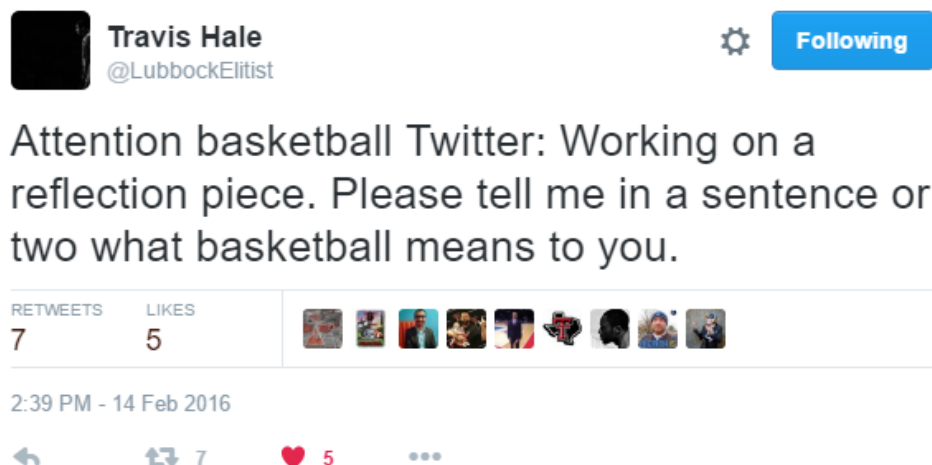 Travis Hale
@LubbockElitist
Following
Attention basketball Twitter: Working on a
reflection piece. Please tell me in a sentence or
two what basketball means to you.
RETWEETS LIKES
7 5
2:39 PM - 14 Feb 2016
7 5